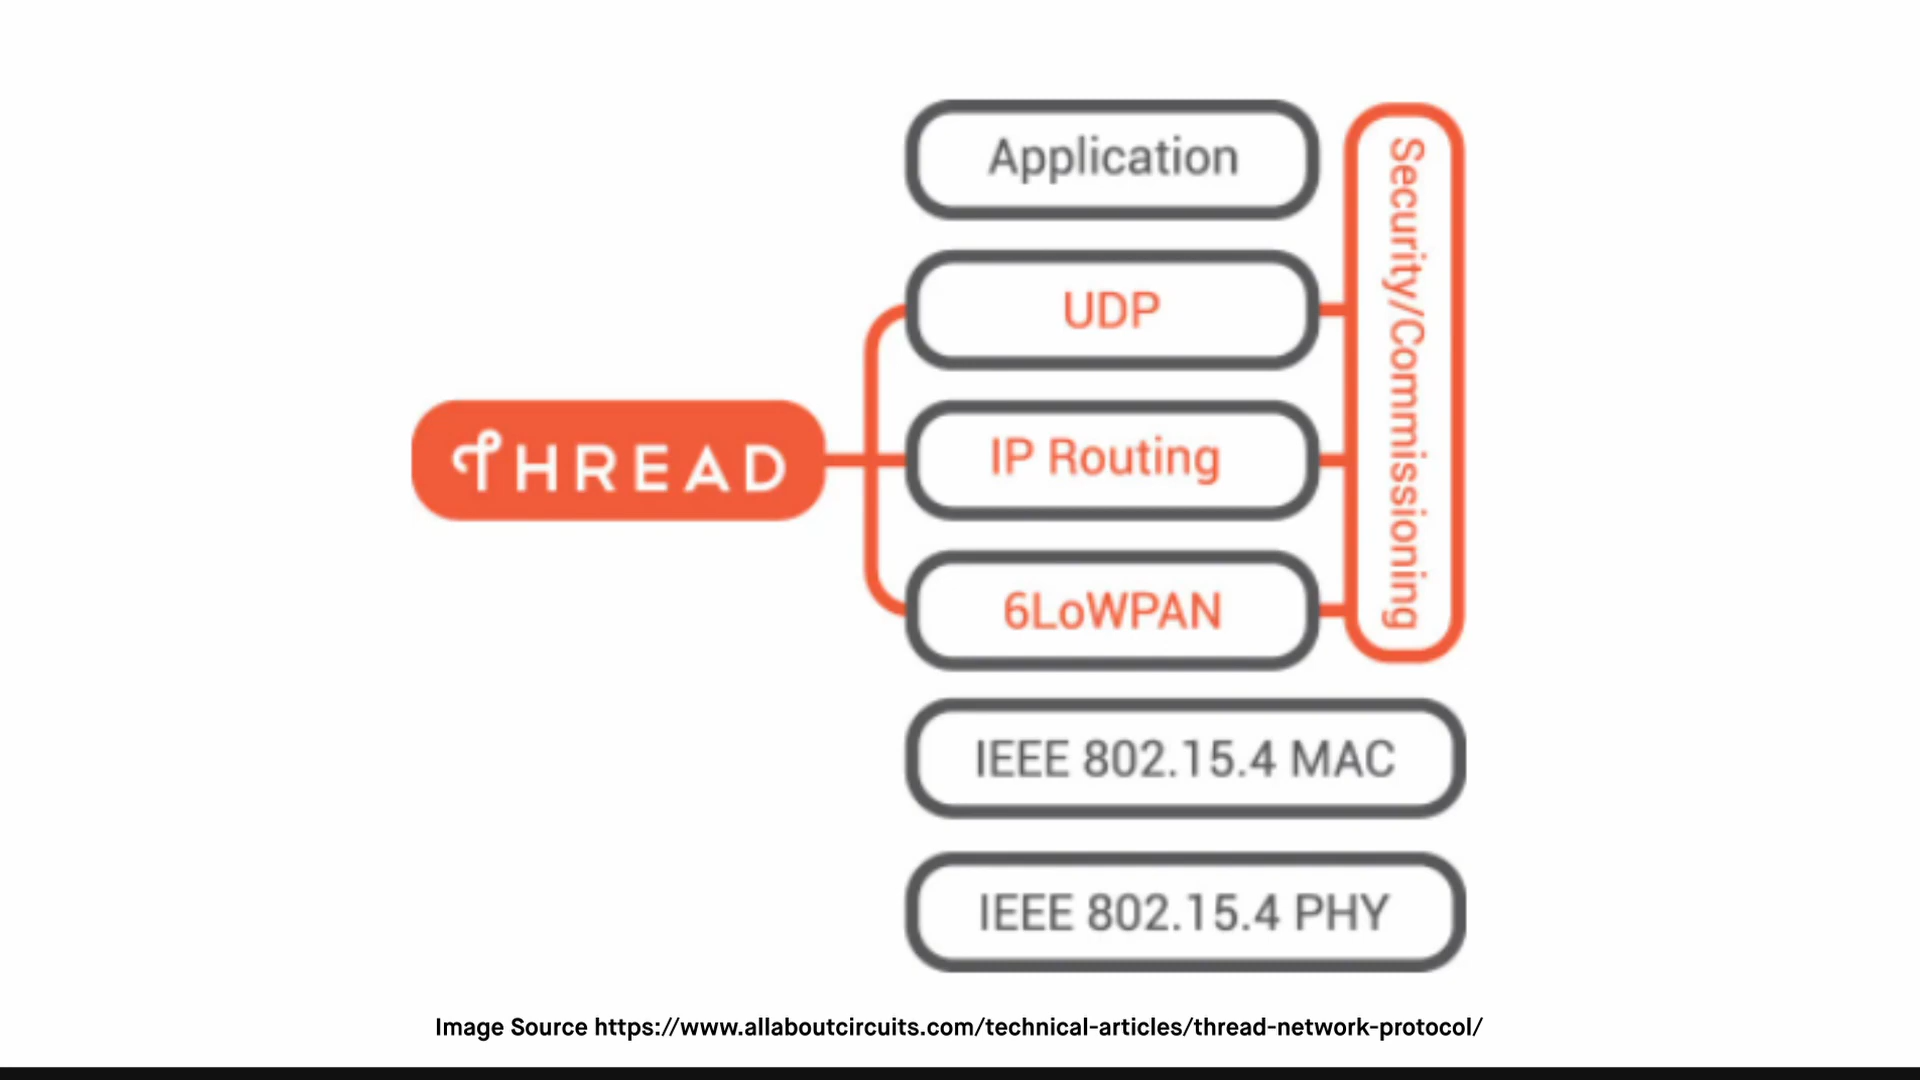 Application
UDP
IP Routing
6LoWPAN
Security/Commissioning
THREAD
IEEE 802.15.4 MAC
IEEE 802.15.4 PHY
Image Source https://www.allaboutcircuits.com/technical-articles/thread-network-protocol/